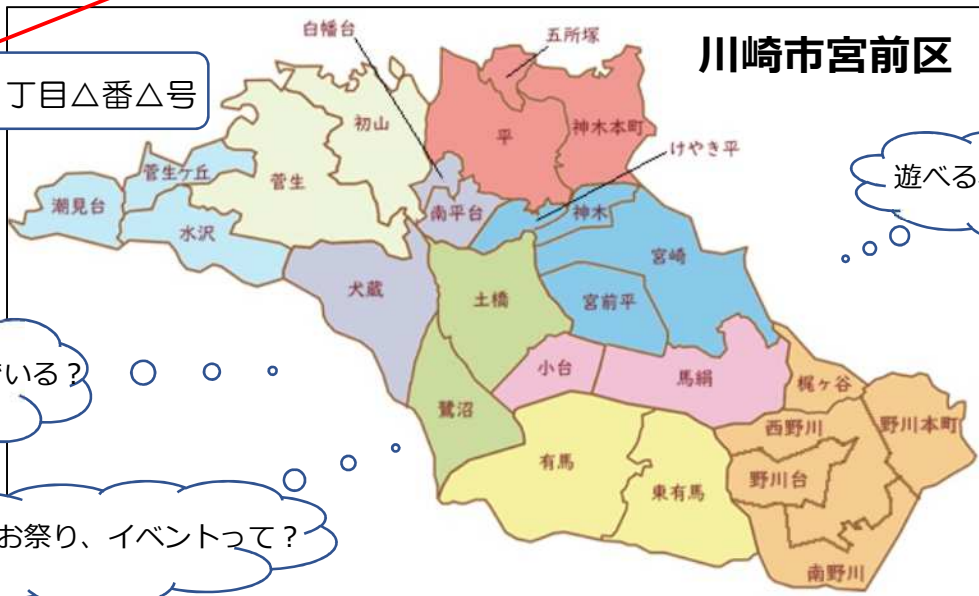 川崎市宮前区
白幡台
五所塚
丁目△番△号
初山
平
神木本町
けやき平
菅生ケ丘
菅生
遊べる
潮見台
南平台
神木
水沢
宮崎
犬蔵
土橋
宮前平
いる？
小台
馬絹
梶ヶ谷
鷺沼
西野川
野川本町
有馬
野川台
東有馬
お祭り、イベントって？
南野川